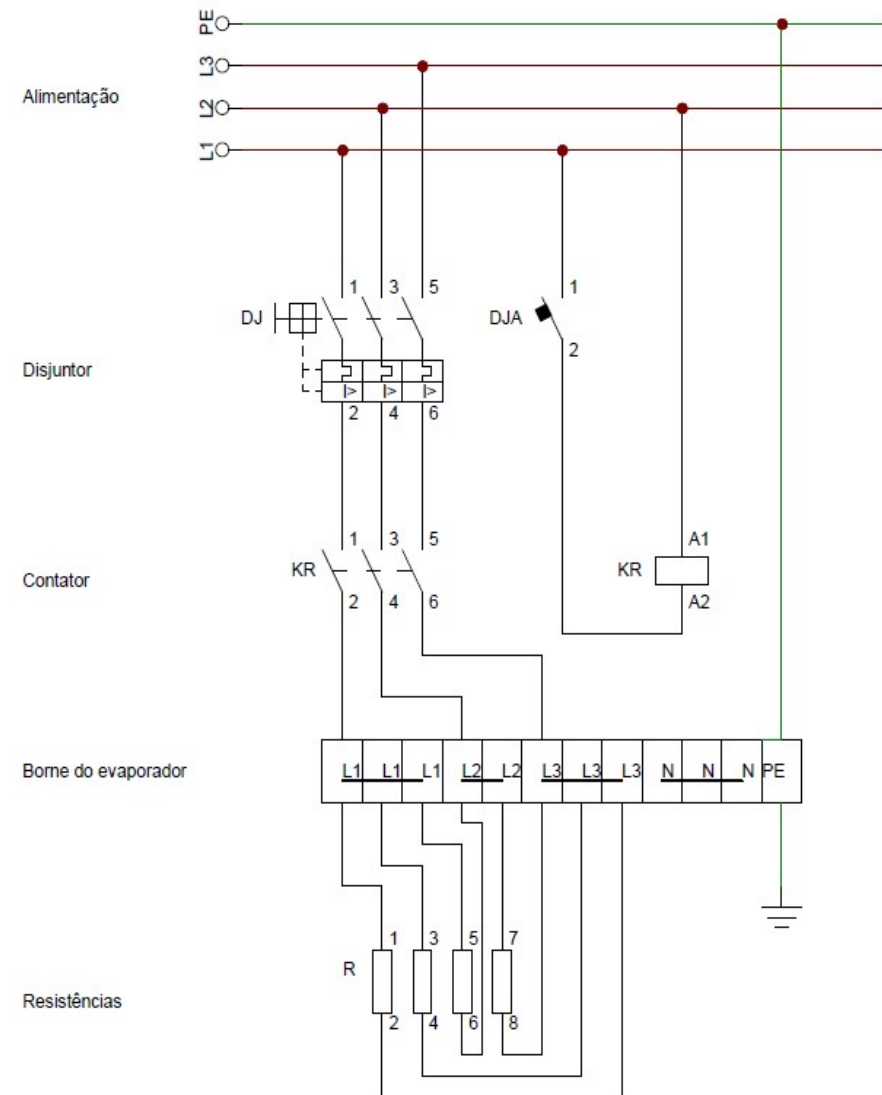 PE
L3
Alimentação
L2
L1
1 3 5
1
DJ
DJA
2
Disjuntor
I> I> I>
2 4 6
1 3 5
A1
KR
KR
Contator
2 4 6
A2
Borne do evaporador
L1 L1 L1 L2 L2 L3 L3 L3 N N N PE
1 3 5 7
R
Resistências
2 4 6 8